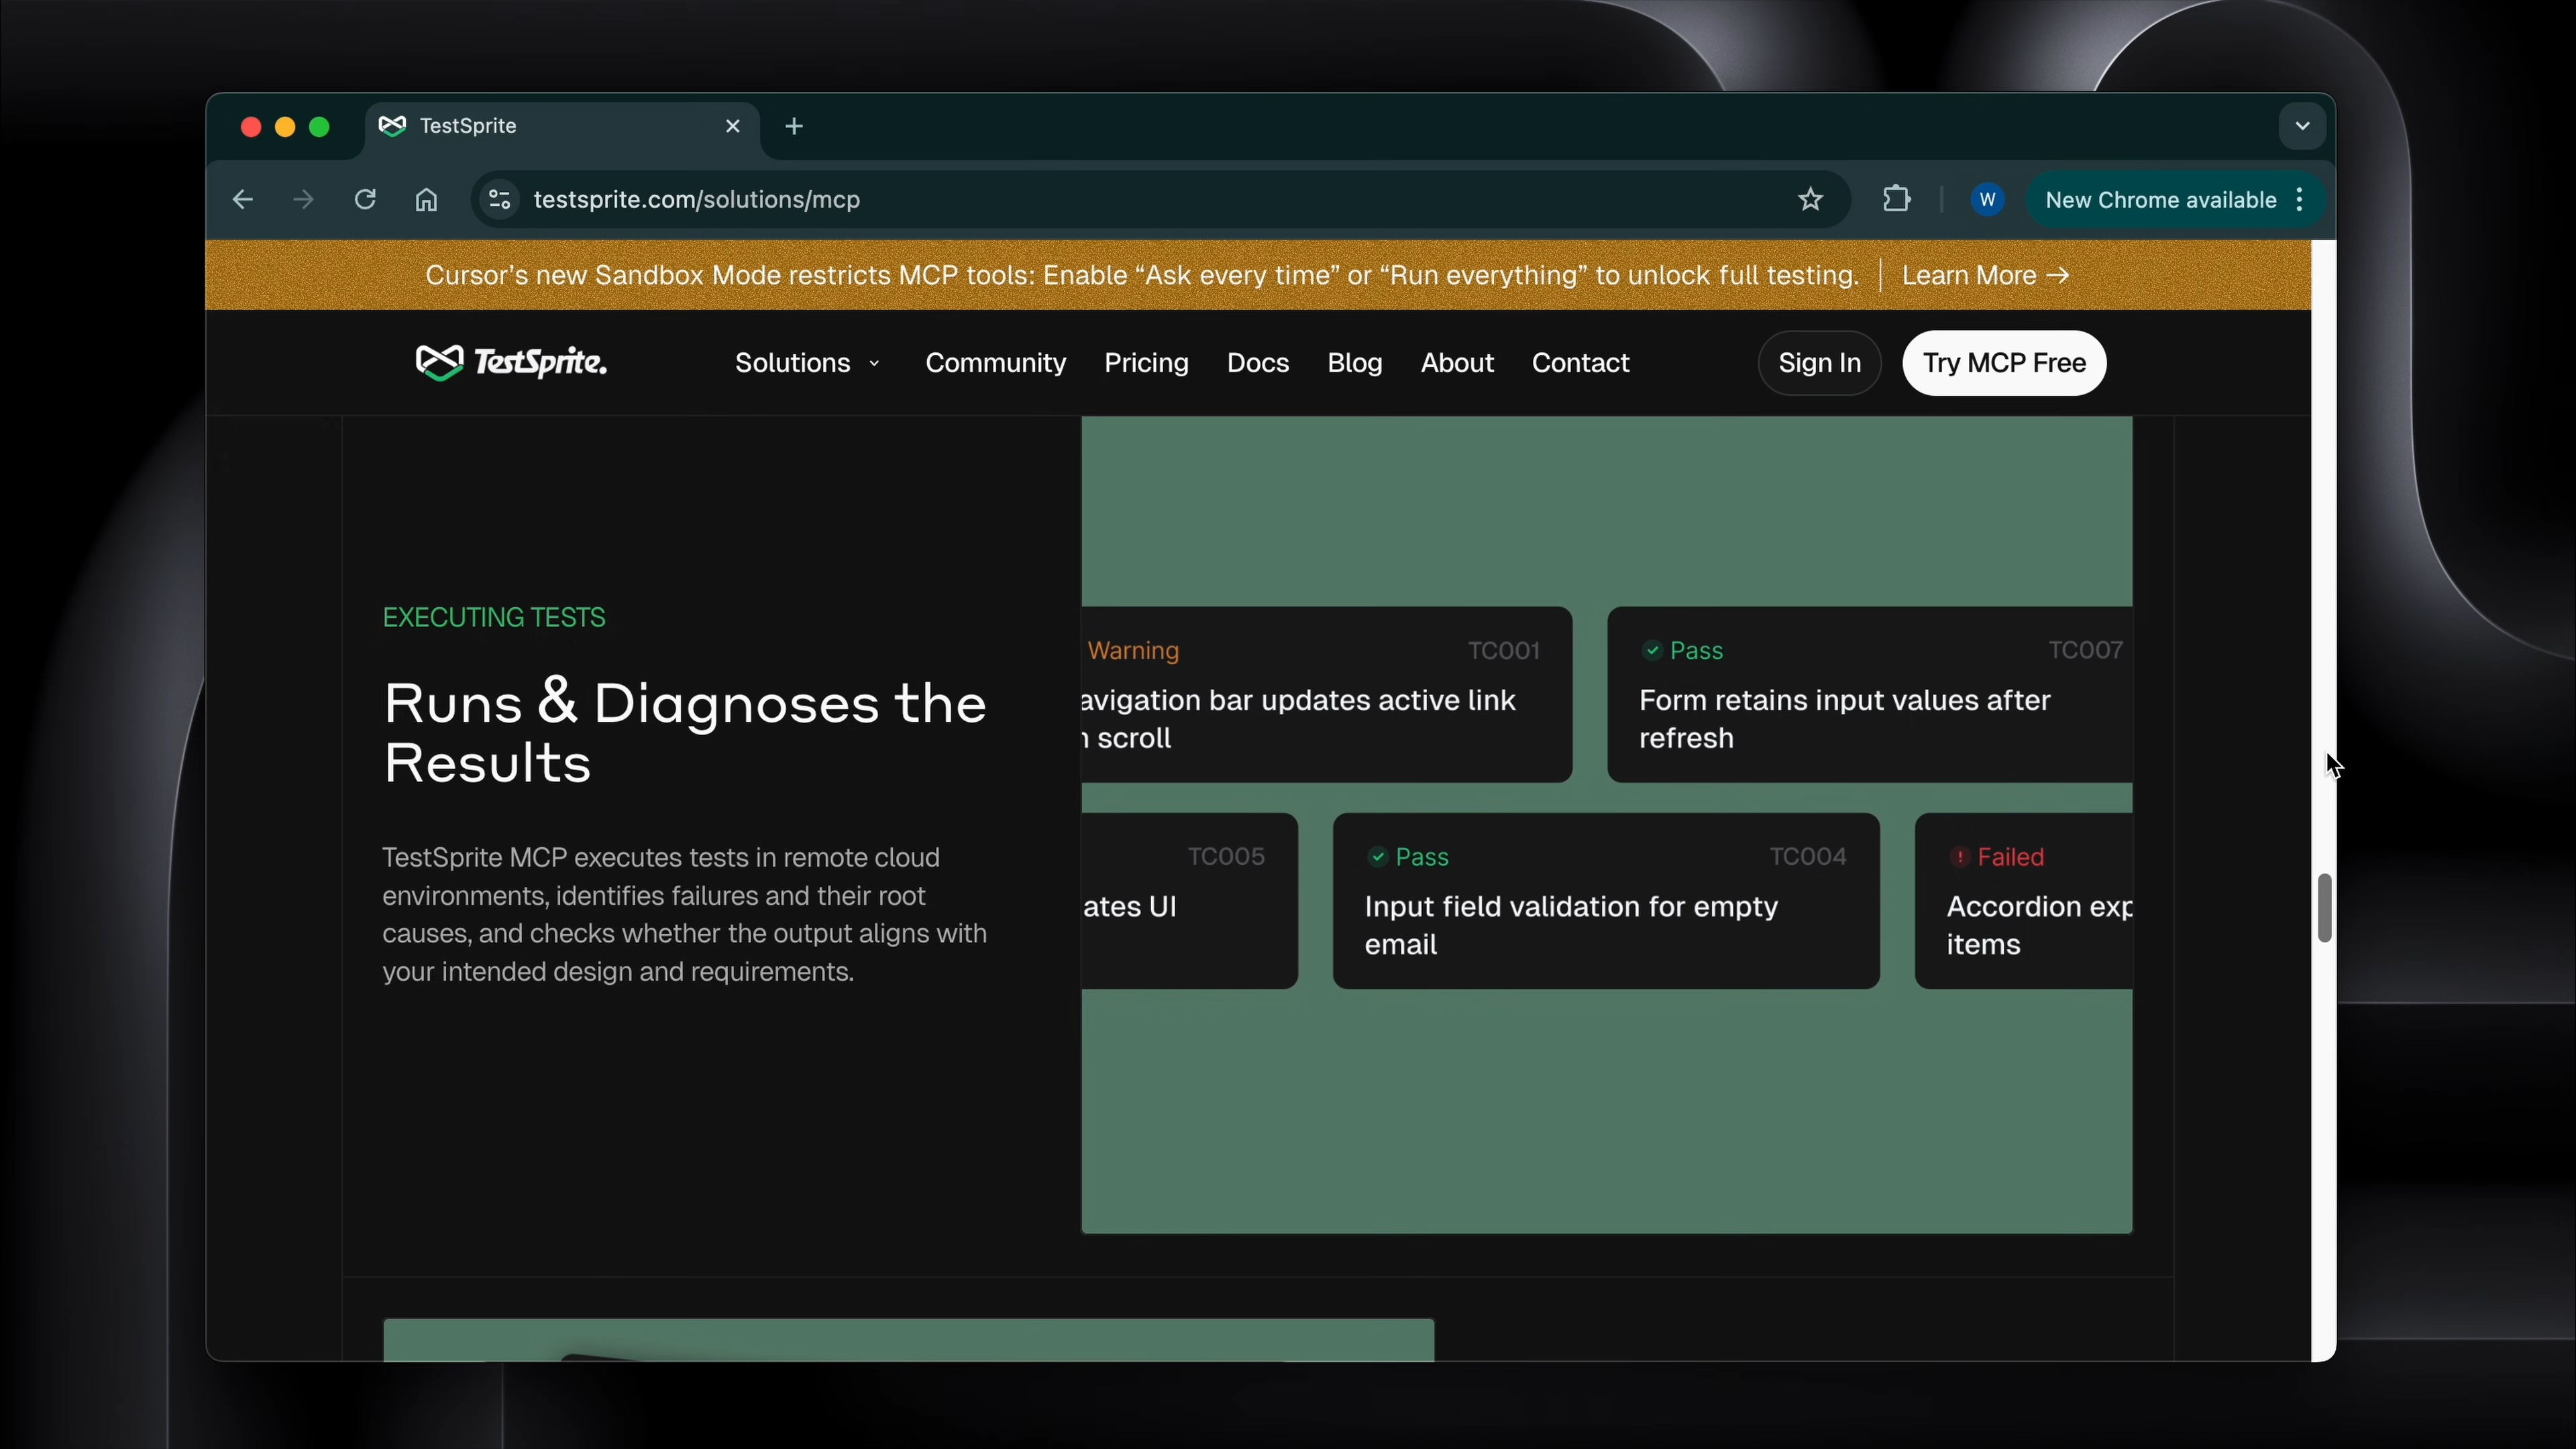 TestSprite
testsprite.com/solutions/mcp
W
New Chrome available
Cursor’s new Sandbox Mode restricts MCP tools: Enable “Ask every time” or “Run everything” to unlock full testing.
Learn More →
TestSprite.
Solutions
Community
Pricing
Docs
Blog
About
Contact
Sign In
Try MCP Free
EXECUTING TESTS
Runs & Diagnoses the
Results
TestSprite MCP executes tests in remote cloud
environments, identifies failures and their root
causes, and checks whether the output aligns with
your intended design and requirements.
Warning
TC001
avigation bar updates active link
n scroll
Pass
TC007
Form retains input values after
refresh
TC005
ates UI
Pass
TC004
Input field validation for empty
email
Failed
Accordion exp
items